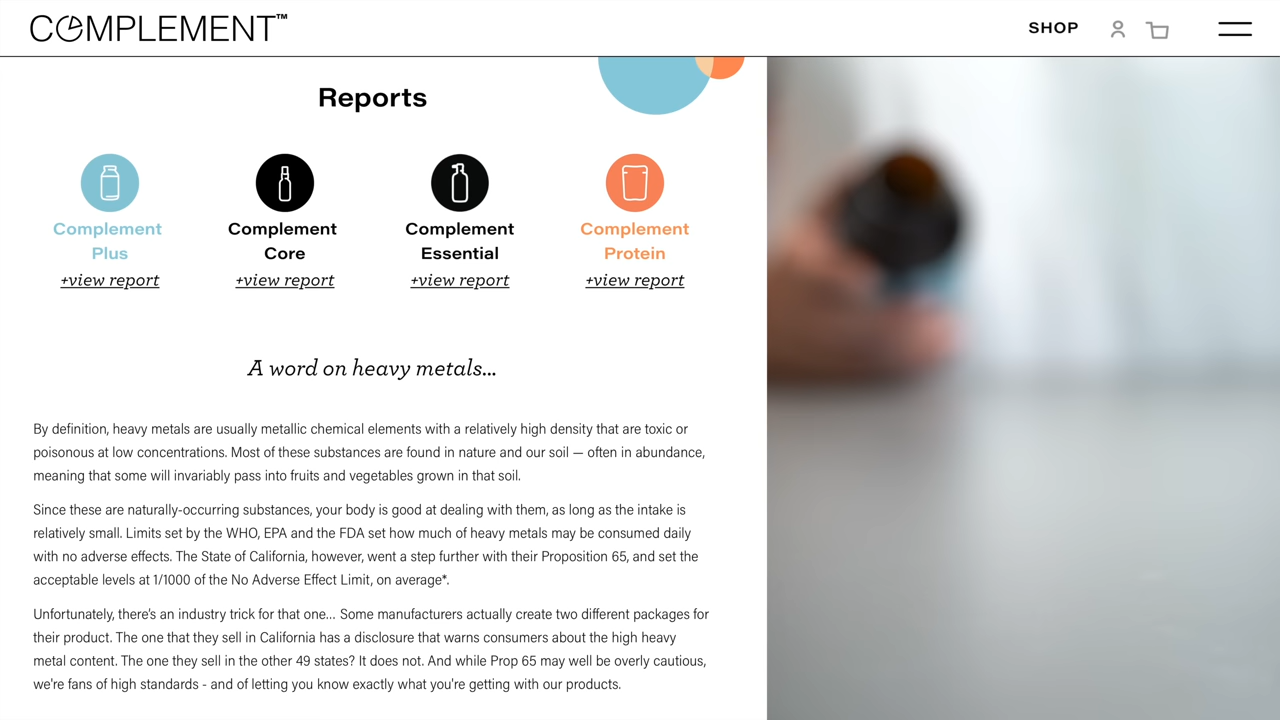 COMPLEMENT™
SHOP
Reports
Complement Plus
+view report
Complement Core
+view report
Complement Essential
+view report
Complement Protein
+view report
A word on heavy metals...
By definition, heavy metals are usually metallic chemical elements with a relatively high density that are toxic or
poisonous at low concentrations. Most of these substances are found in nature and our soil — often in abundance,
meaning that some will invariably pass into fruits and vegetables grown in that soil.
Since these are naturally-occurring substances, your body is good at dealing with them, as long as the intake is
relatively small. Limits set by the WHO, EPA and the FDA set how much of heavy metals may be consumed daily
with no adverse effects. The State of California, however, went a step further with their Proposition 65, and set the
acceptable levels at 1/1000 of the No Adverse Effect Limit, on average*.
Unfortunately, there's an industry trick for that one... Some manufacturers actually create two different packages for
their product. The one that they sell in California has a disclosure that warns consumers about the high heavy
metal content. The one they sell in the other 49 states? It does not. And while Prop 65 may well be overly cautious,
we're fans of high standards - and of letting you know exactly what you're getting with our products.